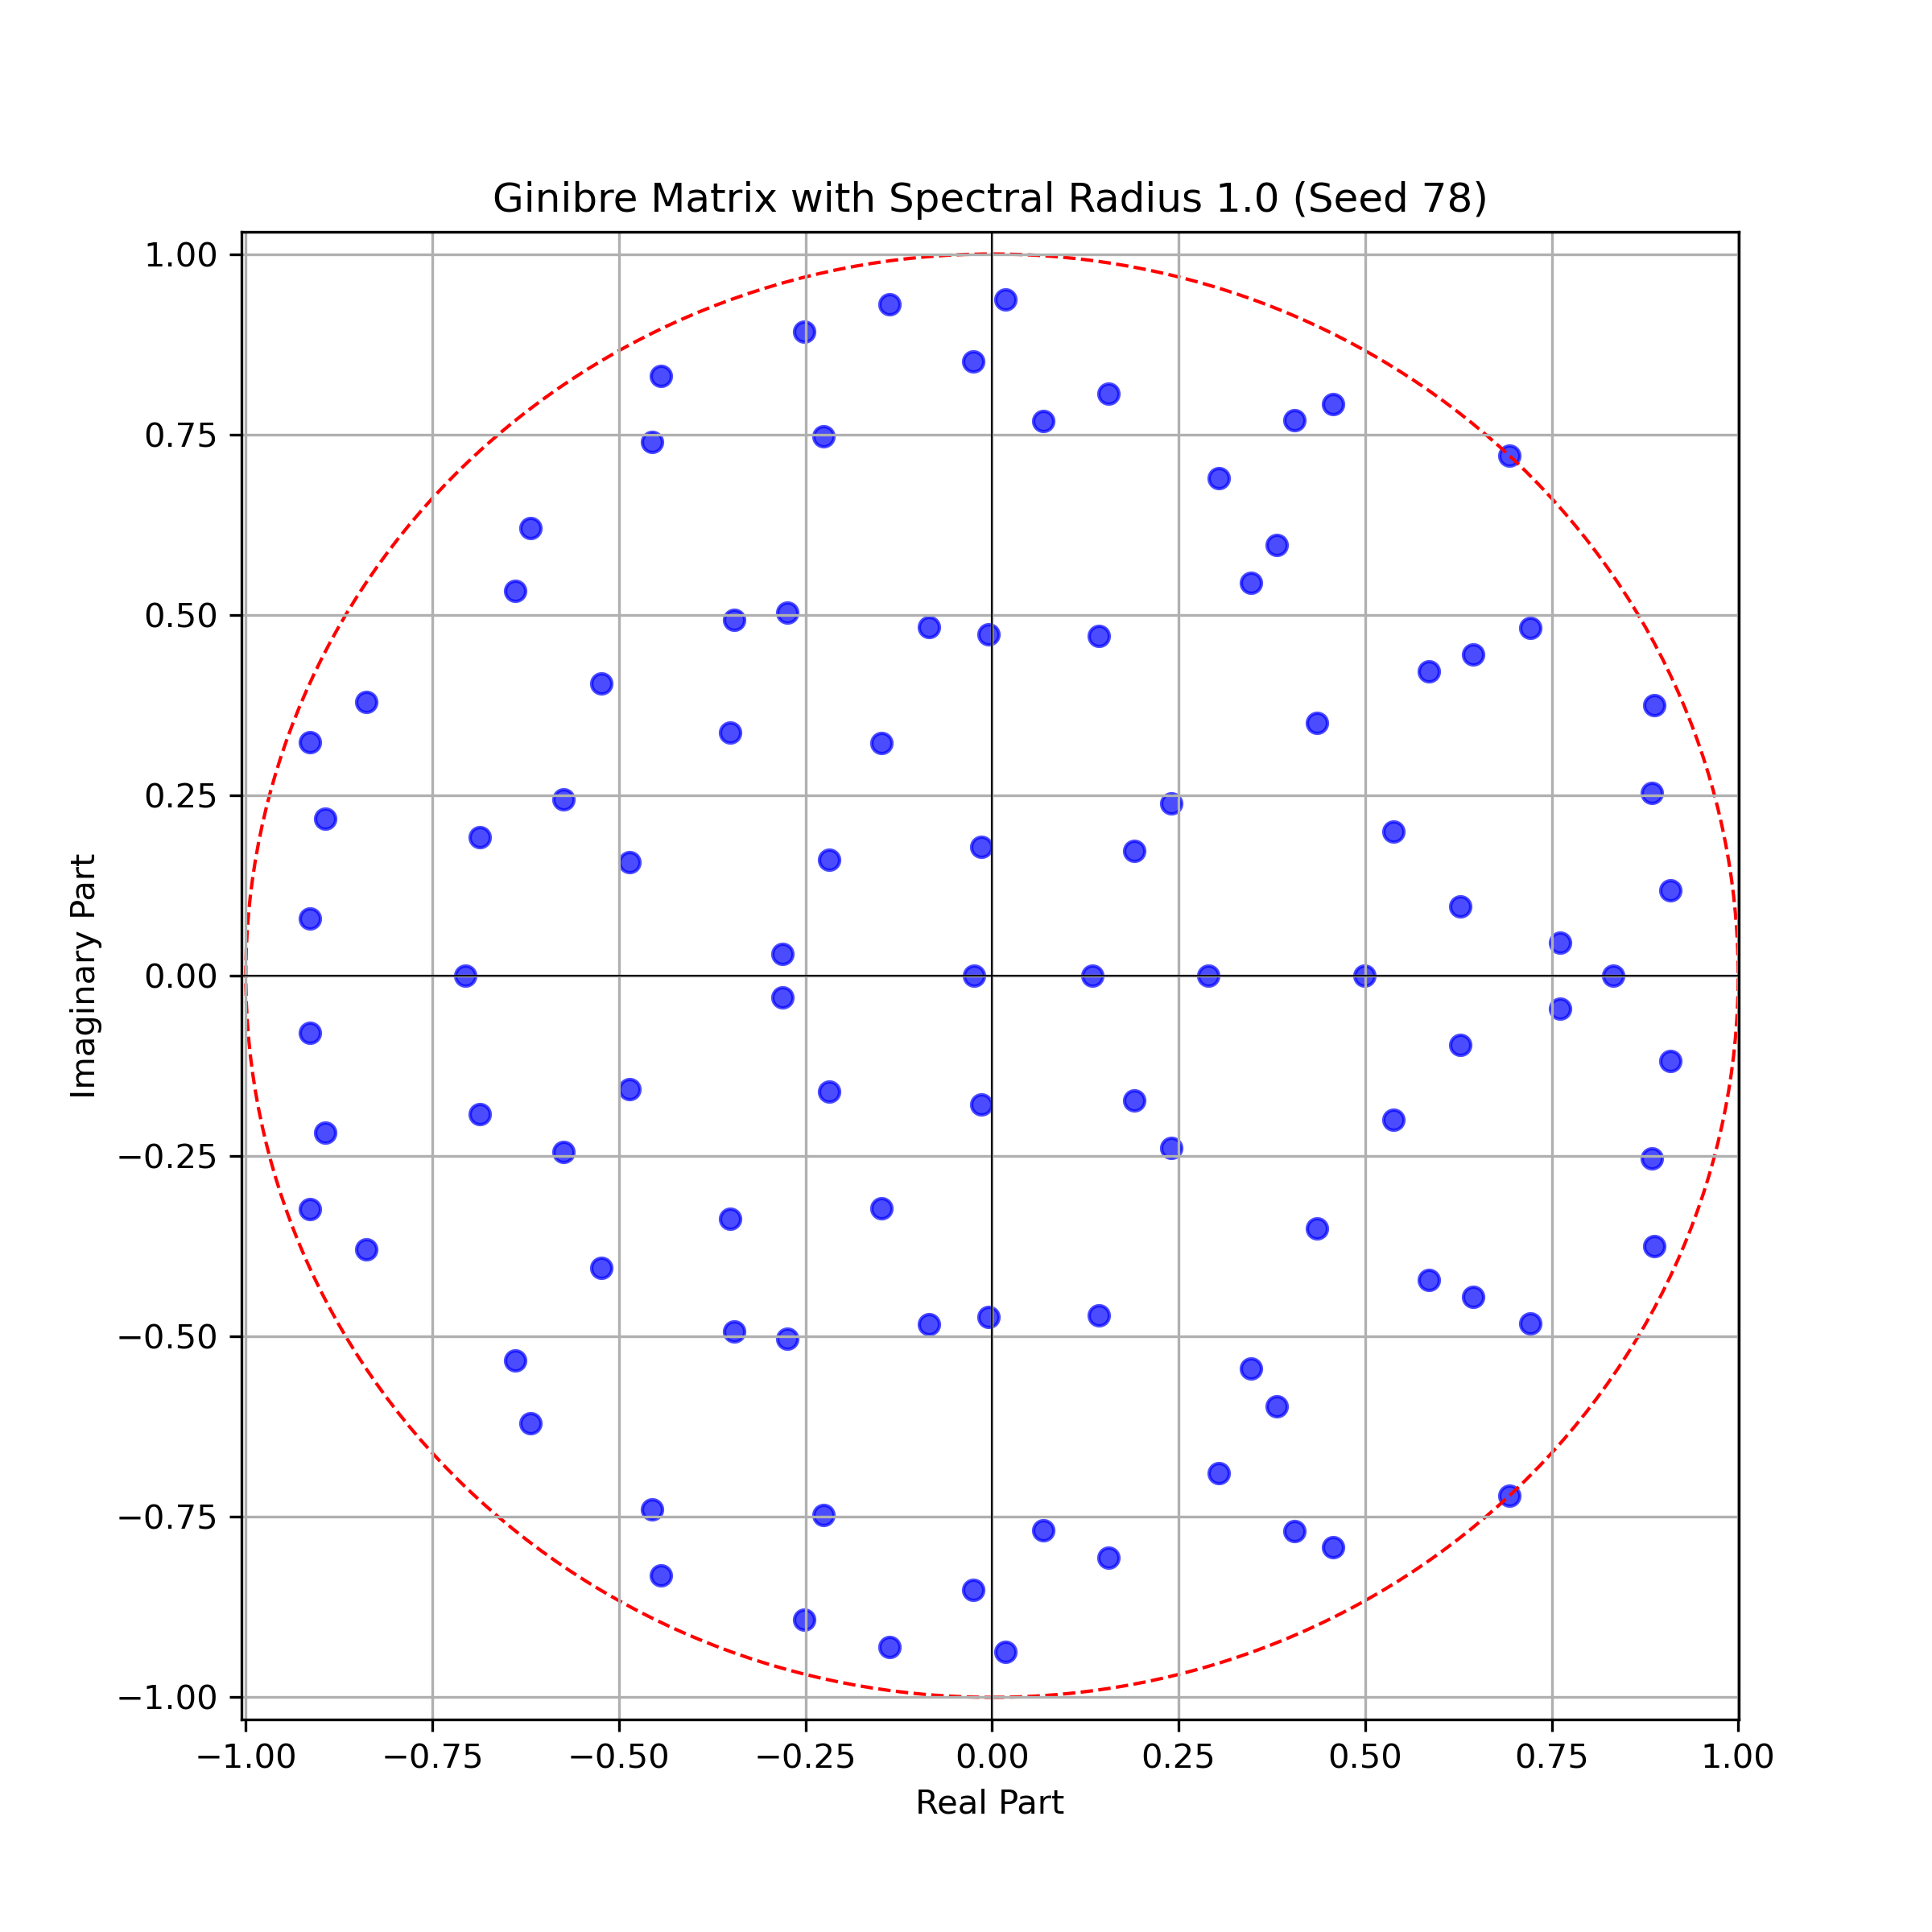 Ginibre Matrix with Spectral Radius 1.0 (Seed 78)
1.00
0.75
0.50
0.25
0.00
−0.25
−0.50
−0.75
−1.00
Imaginary Part
−1.00 −0.75 −0.50 −0.25 0.00 0.25 0.50 0.75 1.00
Real Part